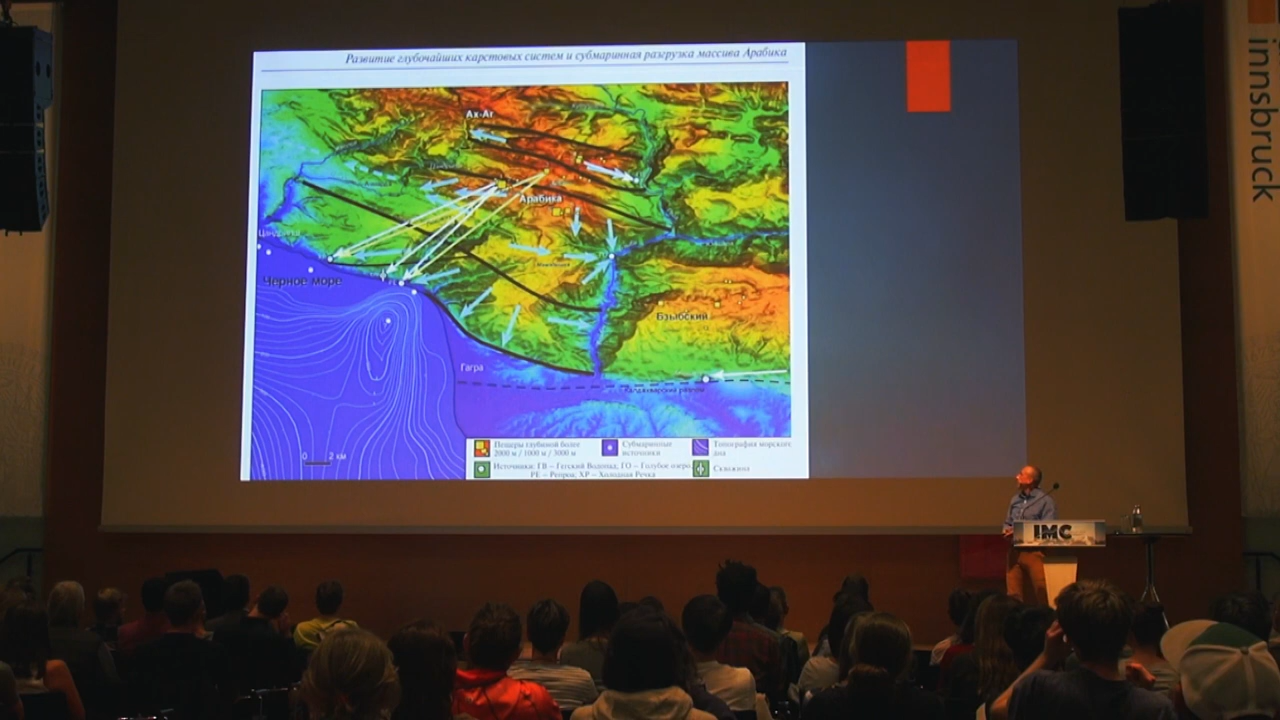 Развитие глубочайших карстовых систем и субмаринная разгрузка массива Арабика
innsbruck
Ах-Аг
Арабика
Черное море
Бзыбский
Гагра
0 2 км
Пещеры глубиной более
2000 м / 1000 м / 3000 м
Субмаринные
источники
Топография морского
дна
Источники: ГВ – Гегский Водопад; ГО – Голубое озеро;
РЕ – Репроа; ХР – Холодная Речка
Скважина
IMC